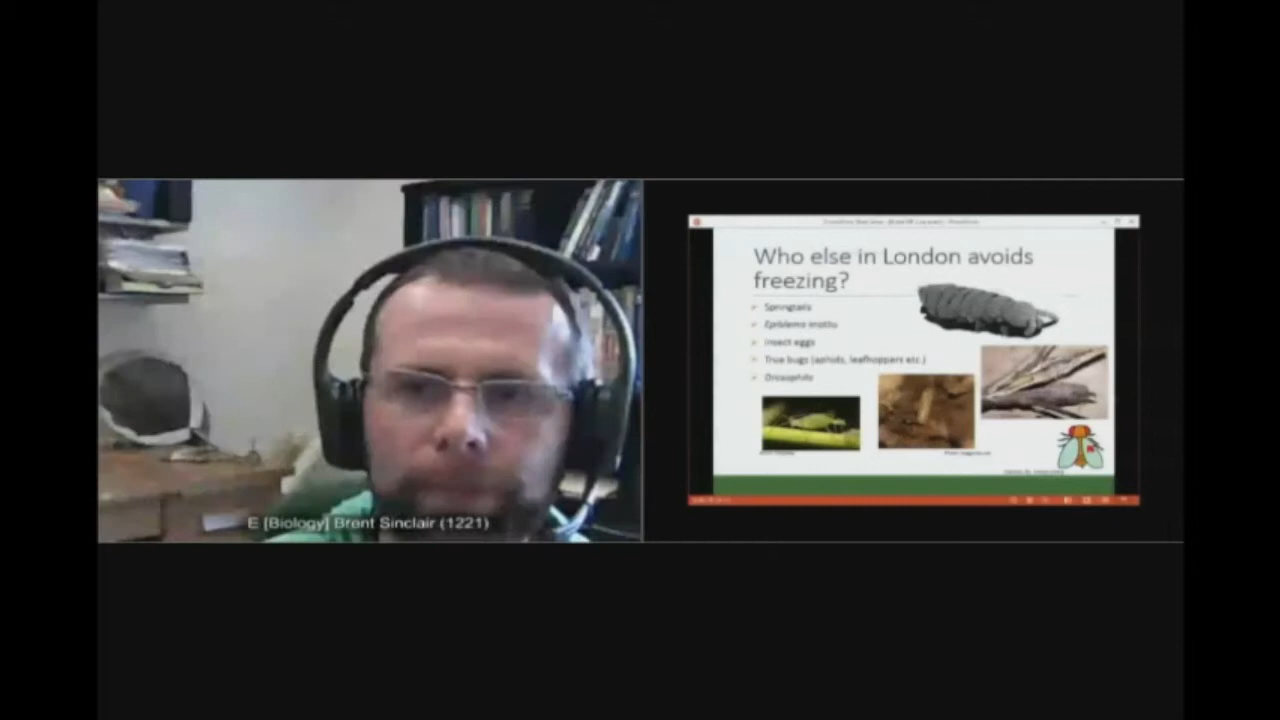 E [Biology] Brent Sinclair (1221)
Who else in London avoids
freezing?
Springtails
Epiblema moths
Insect eggs
True bugs (aphids, leafhoppers etc.)
Drosophila